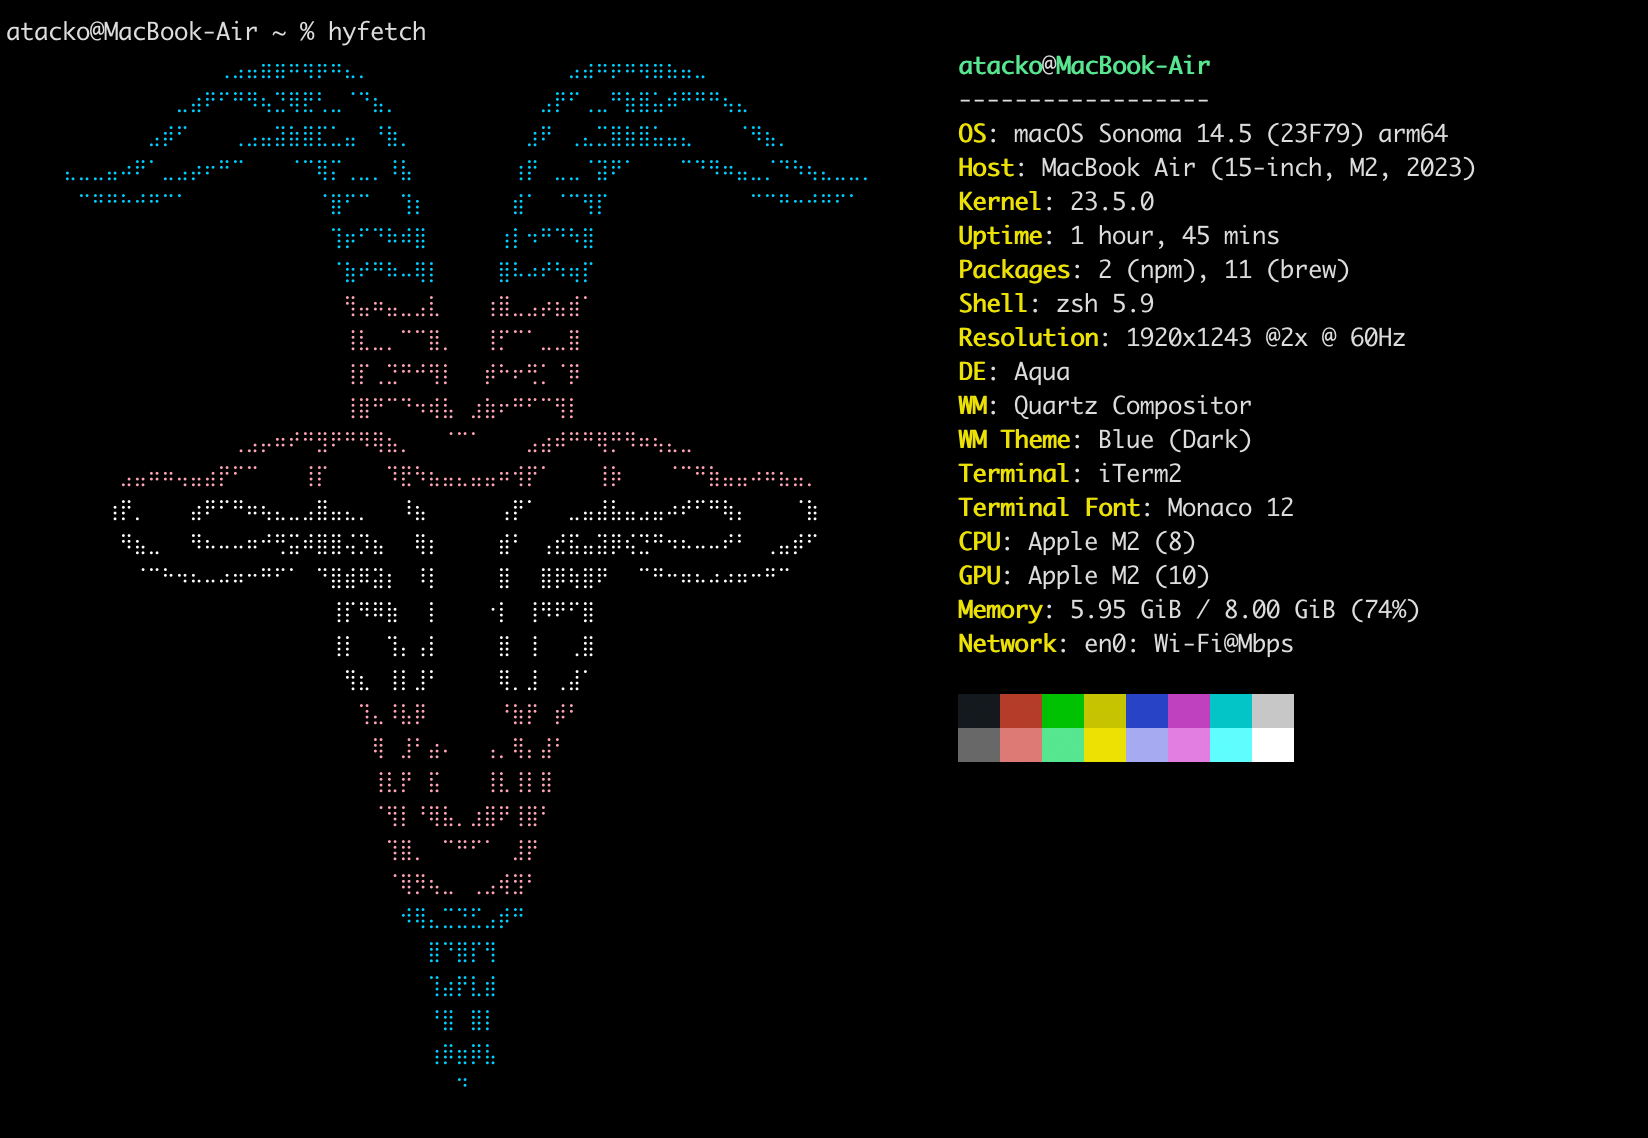 atacko@MacBook-Air ~ % hyfetch
atacko@MacBook-Air
------------------
OS: macOS Sonoma 14.5 (23F79) arm64
Host: MacBook Air (15-inch, M2, 2023)
Kernel: 23.5.0
Uptime: 1 hour, 45 mins
Packages: 2 (npm), 11 (brew)
Shell: zsh 5.9
Resolution: 1920x1243 @2x @ 60Hz
DE: Aqua
WM: Quartz Compositor
WM Theme: Blue (Dark)
Terminal: iTerm2
Terminal Font: Monaco 12
CPU: Apple M2 (8)
GPU: Apple M2 (10)
Memory: 5.95 GiB / 8.00 GiB (74%)
Network: en0: Wi-Fi@Mbps